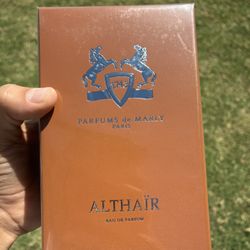 PARFUMS de MARLY
PARIS
ALTHAÏR
EAU DE PARFUM